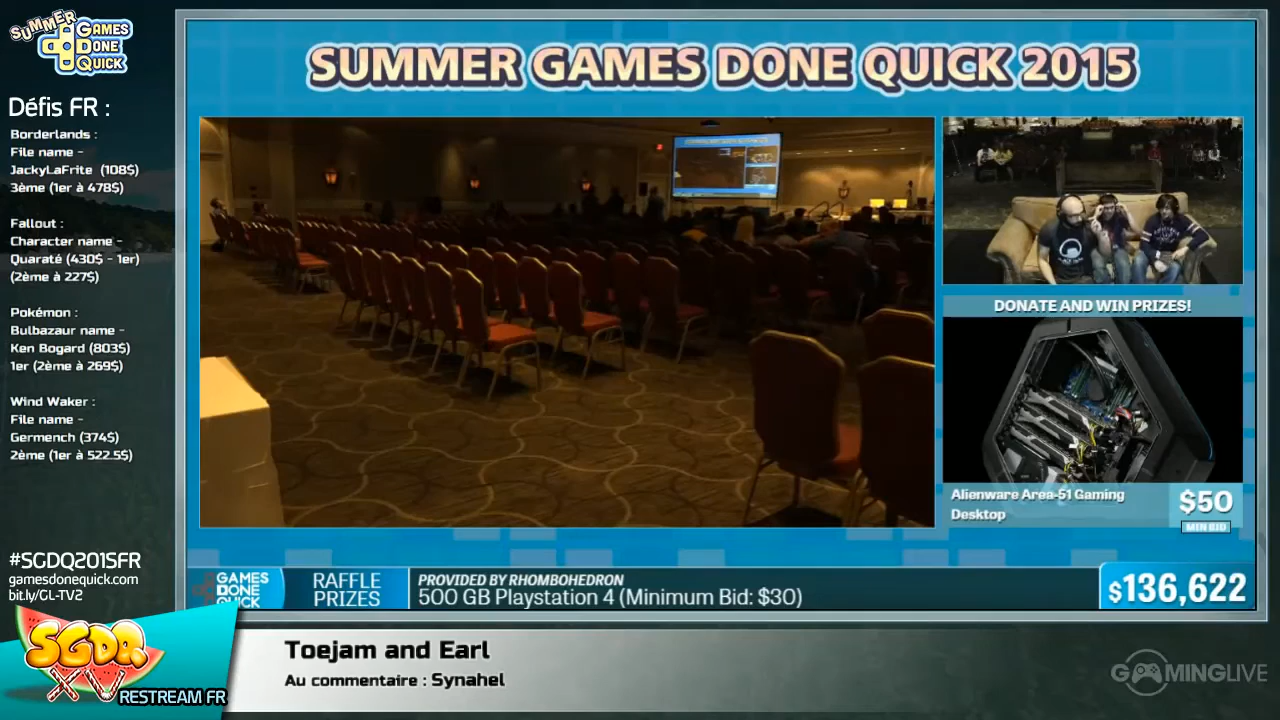 SUMMER
GAMES
DONE
QUICK
Défis FR :
Borderlands :
File name -
JackyLaFrite (108$)
3ème (1er à 478$)
Fallout :
Character name -
Quaraté (430$ - 1er)
(2ème à 227$)
Pokémon :
Bulbazaur name -
Ken Bogard (803$)
1er (2ème à 269$)
Wind Waker :
File name -
Germench (374$)
2ème (1er à 522.5$)
#SGDQ2015FR
gamesdonequick.com
bit.ly/GL-TV2
SUMMER GAMES DONE QUICK 2015
DONATE AND WIN PRIZES!
Alienware Area-51 Gaming
Desktop
$50
MIN BID
GAMES
DONE
QUICK
RAFFLE
PRIZES
PROVIDED BY RHOMBOHEDRON
500 GB Playstation 4 (Minimum Bid: $30)
$136,622
SGDQ
XV
RESTREAM FR
Toejam and Earl
Au commentaire : Synahel
GAMINGLIVE